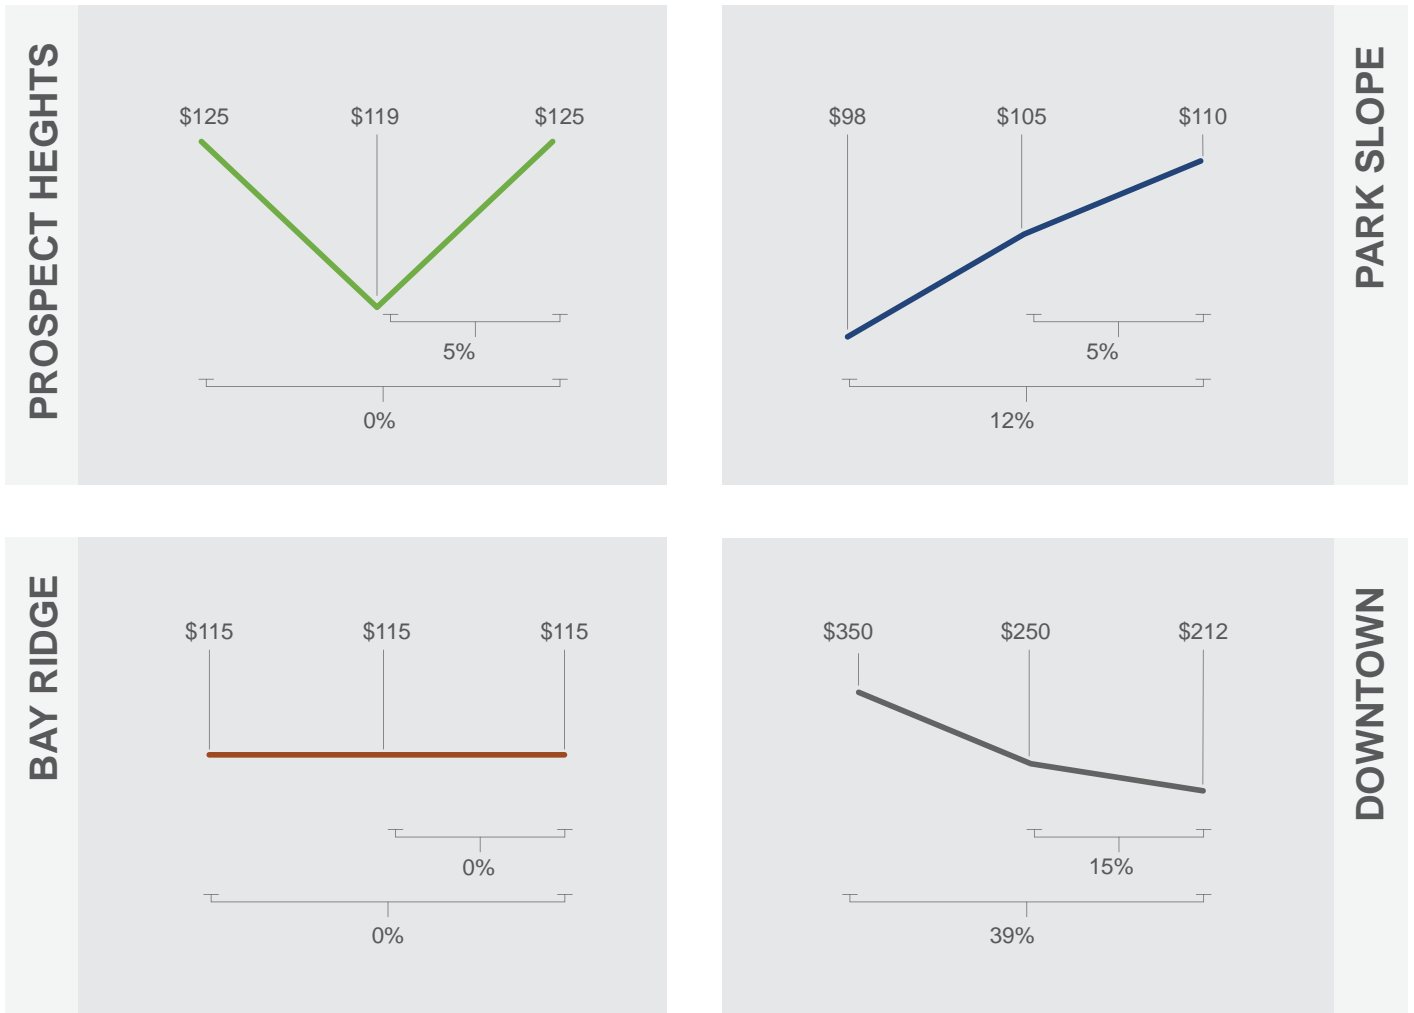 PROSPECT HEGHTS
$125 $119 $125
5%
0%
PARK SLOPE
$98 $105 $110
5%
12%
BAY RIDGE
$115 $115 $115
0%
0%
DOWNTOWN
$350 $250 $212
15%
39%